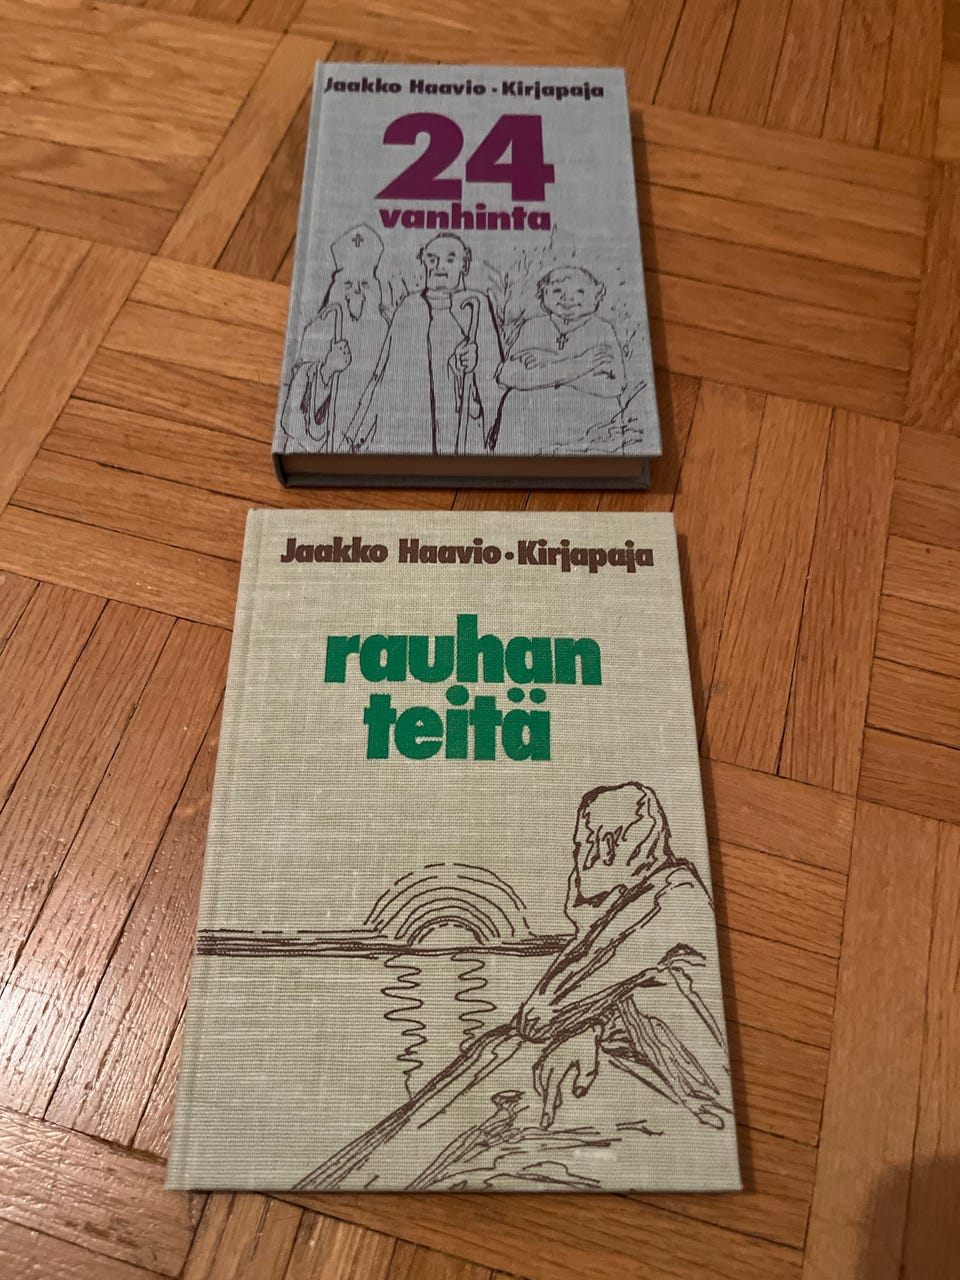 Jaakko Haavio • Kirjapaja
24
vanhinta
Jaakko Haavio • Kirjapaja
rauhan
teitä